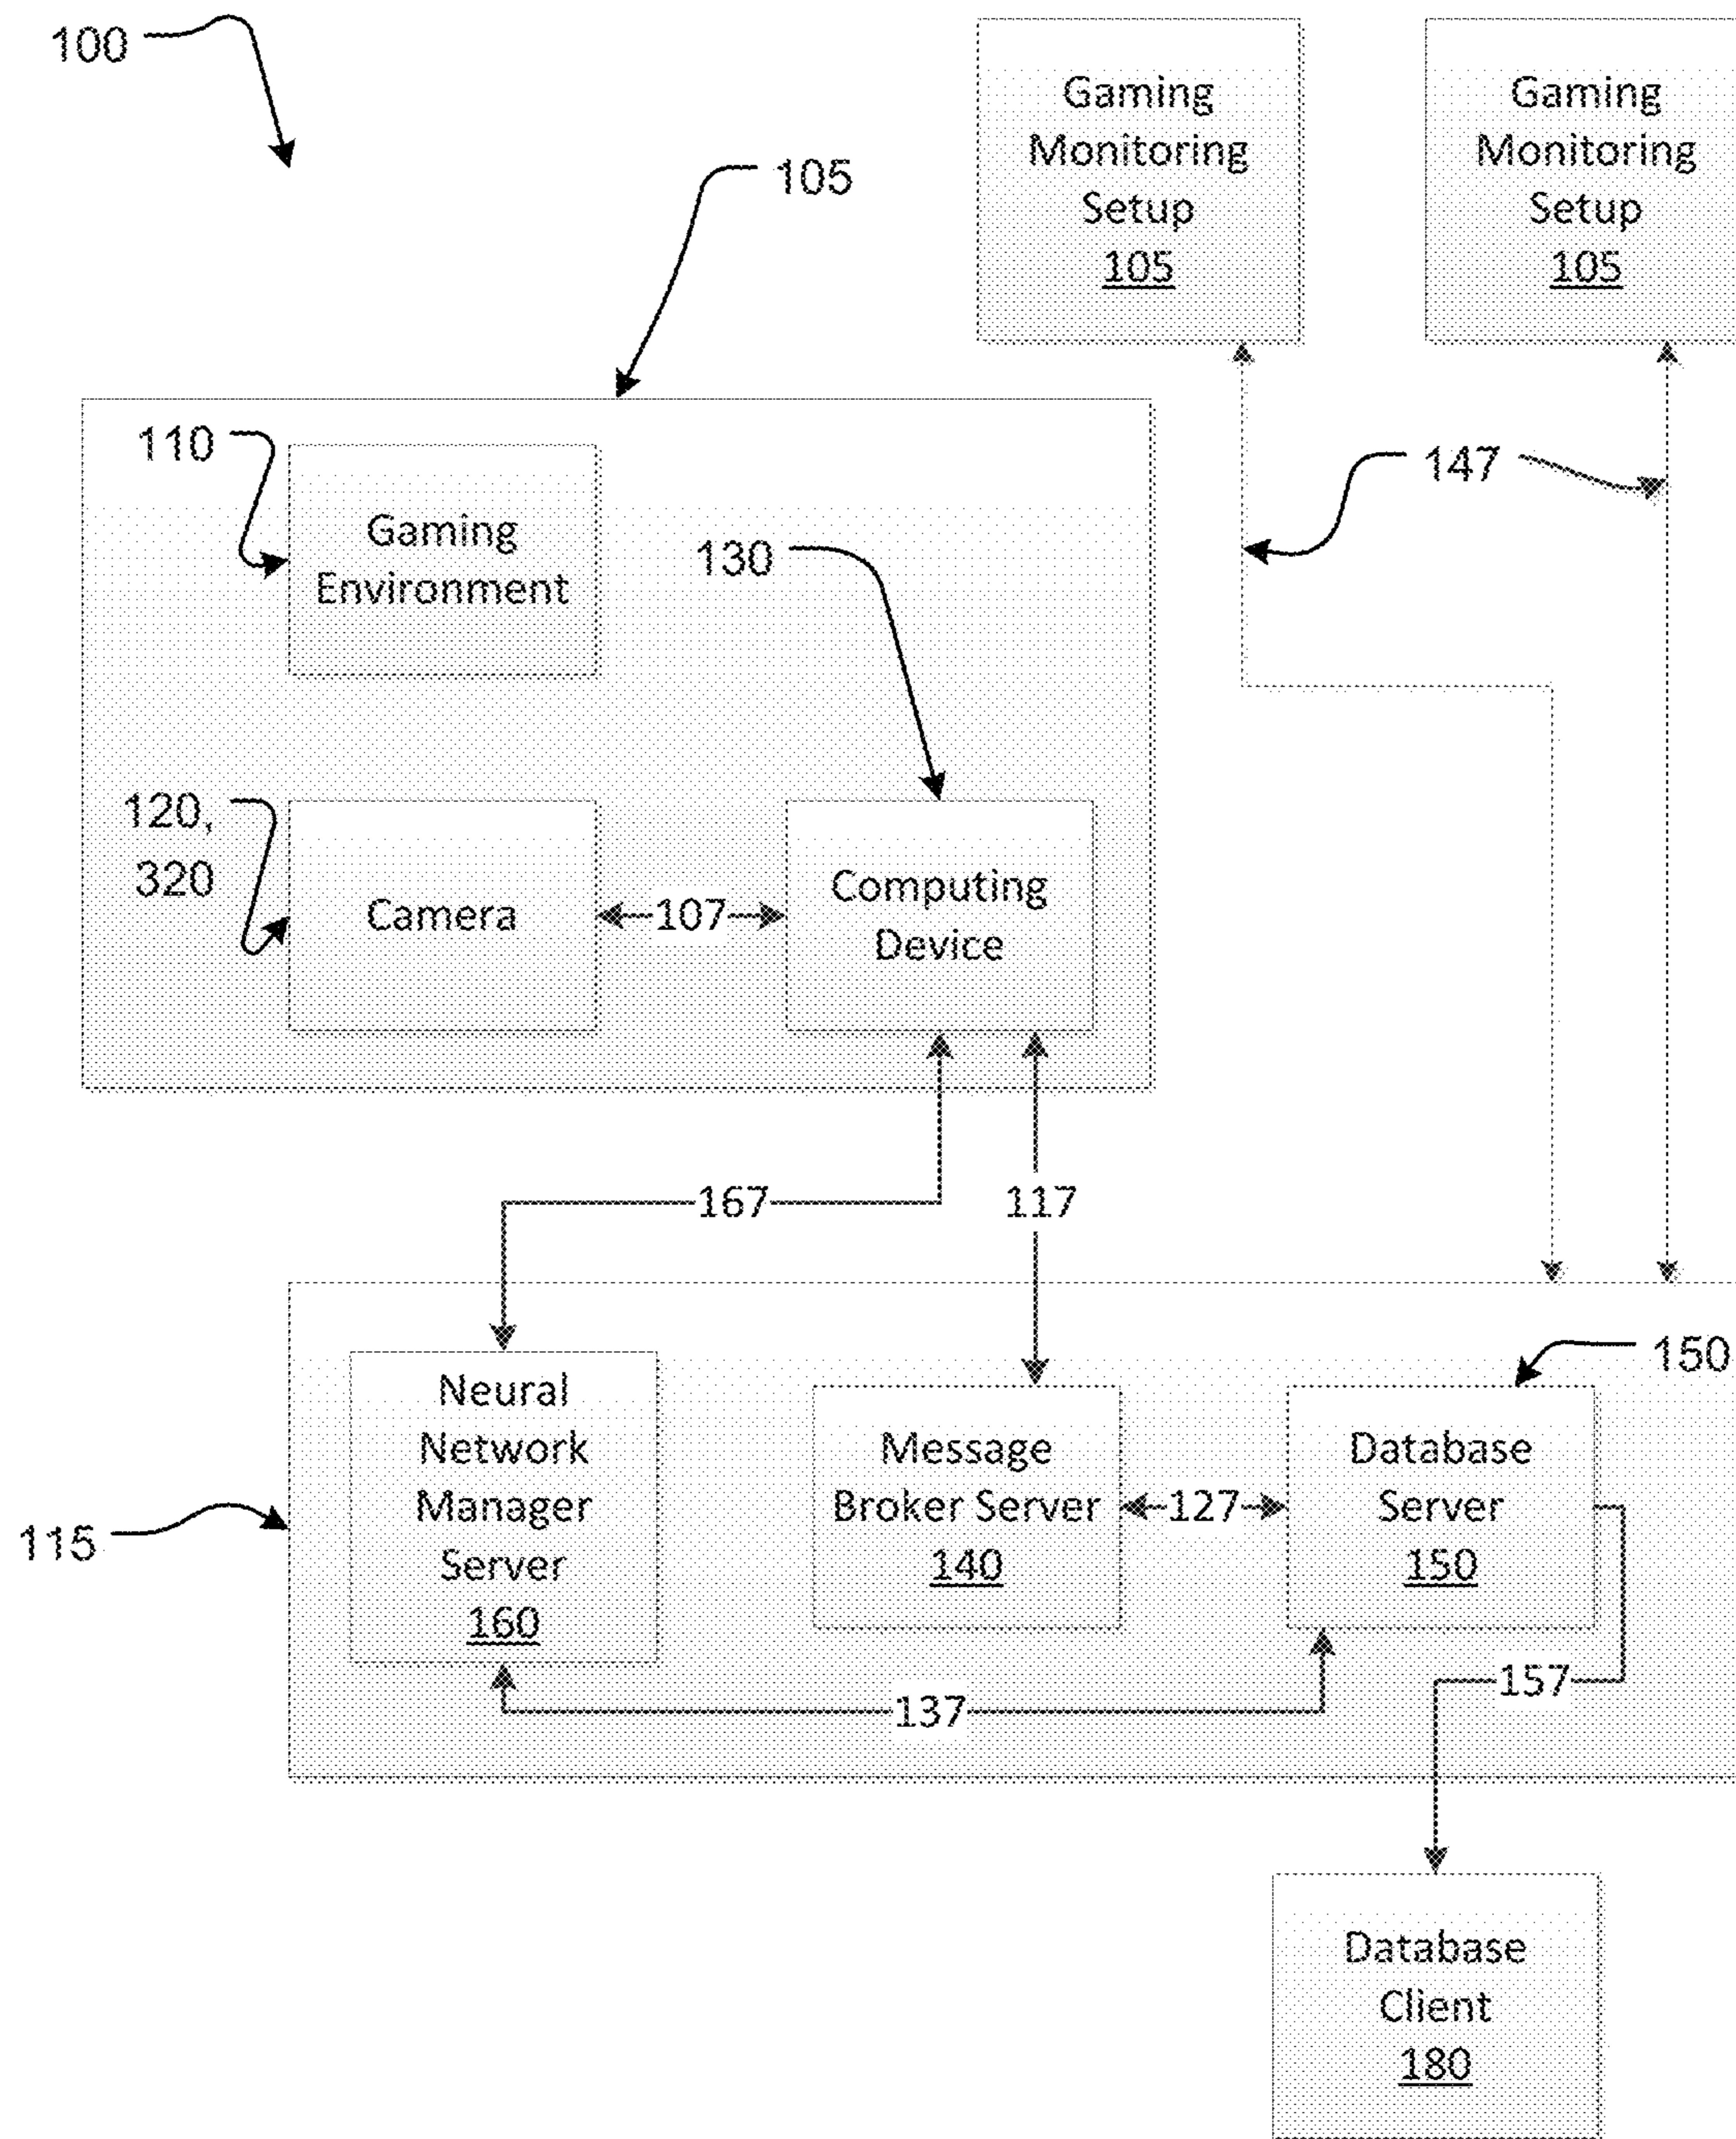 100
Gaming
Monitoring
Setup
105
Gaming
Monitoring
Setup
105
105
110
Gaming
Environment
147
130
120,
320
Camera
107
Computing
Device
167
117
150
Neural
Network
Manager
Server
160
Message
Broker Server
140
127
Database
Server
150
115
157
137
Database
Client
180